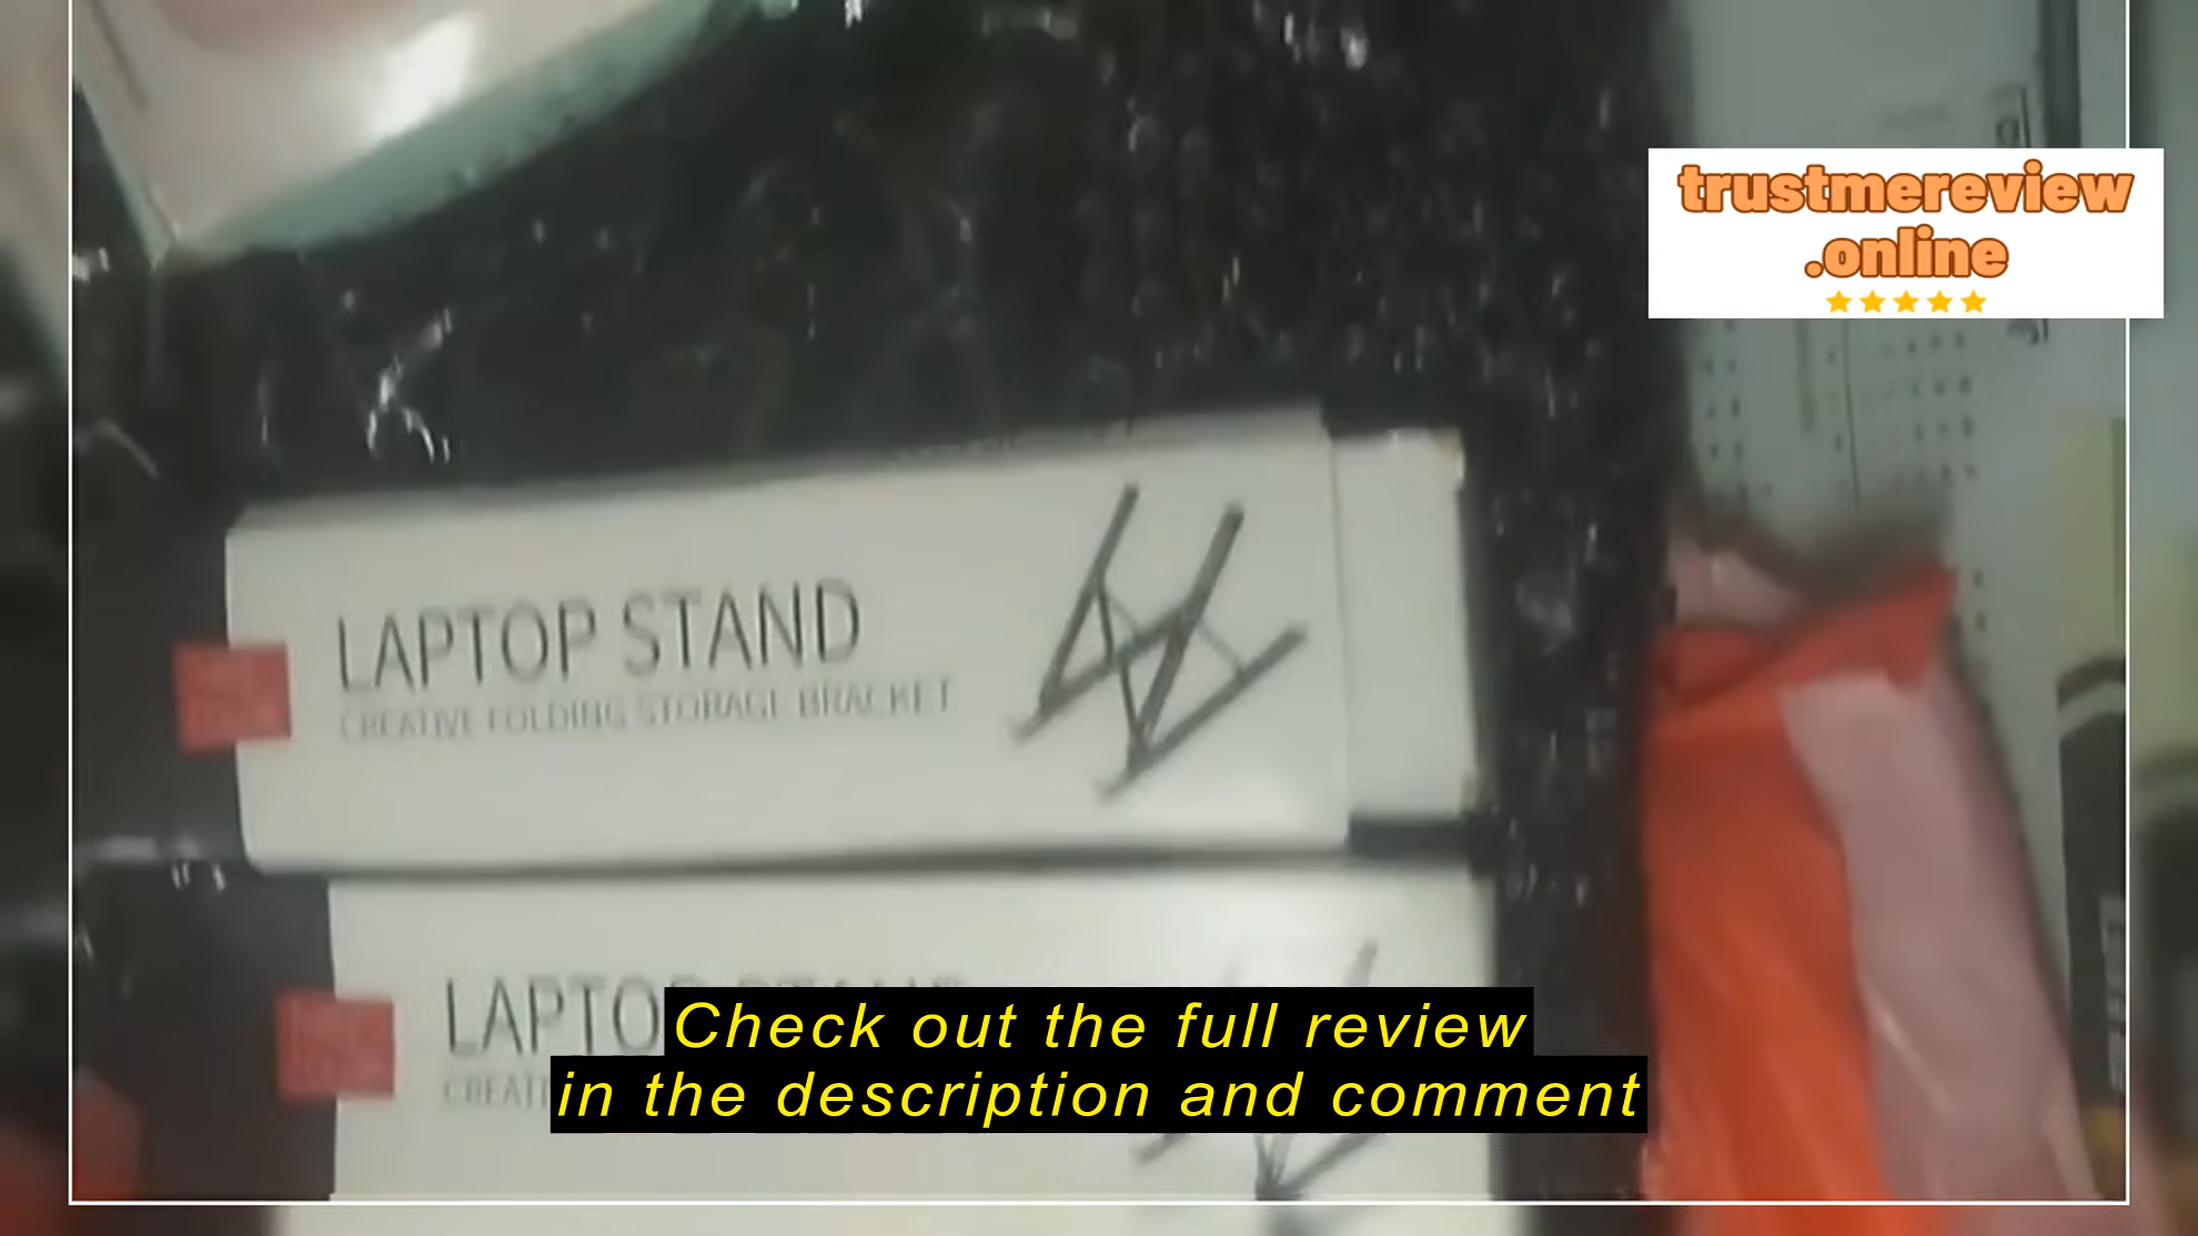 trustmereview
.online
LAPTOP STAND
CREATIVE FOLDING STORAGE BRACKET
LAPTO
CREATI
Check out the full review
in the description and comment